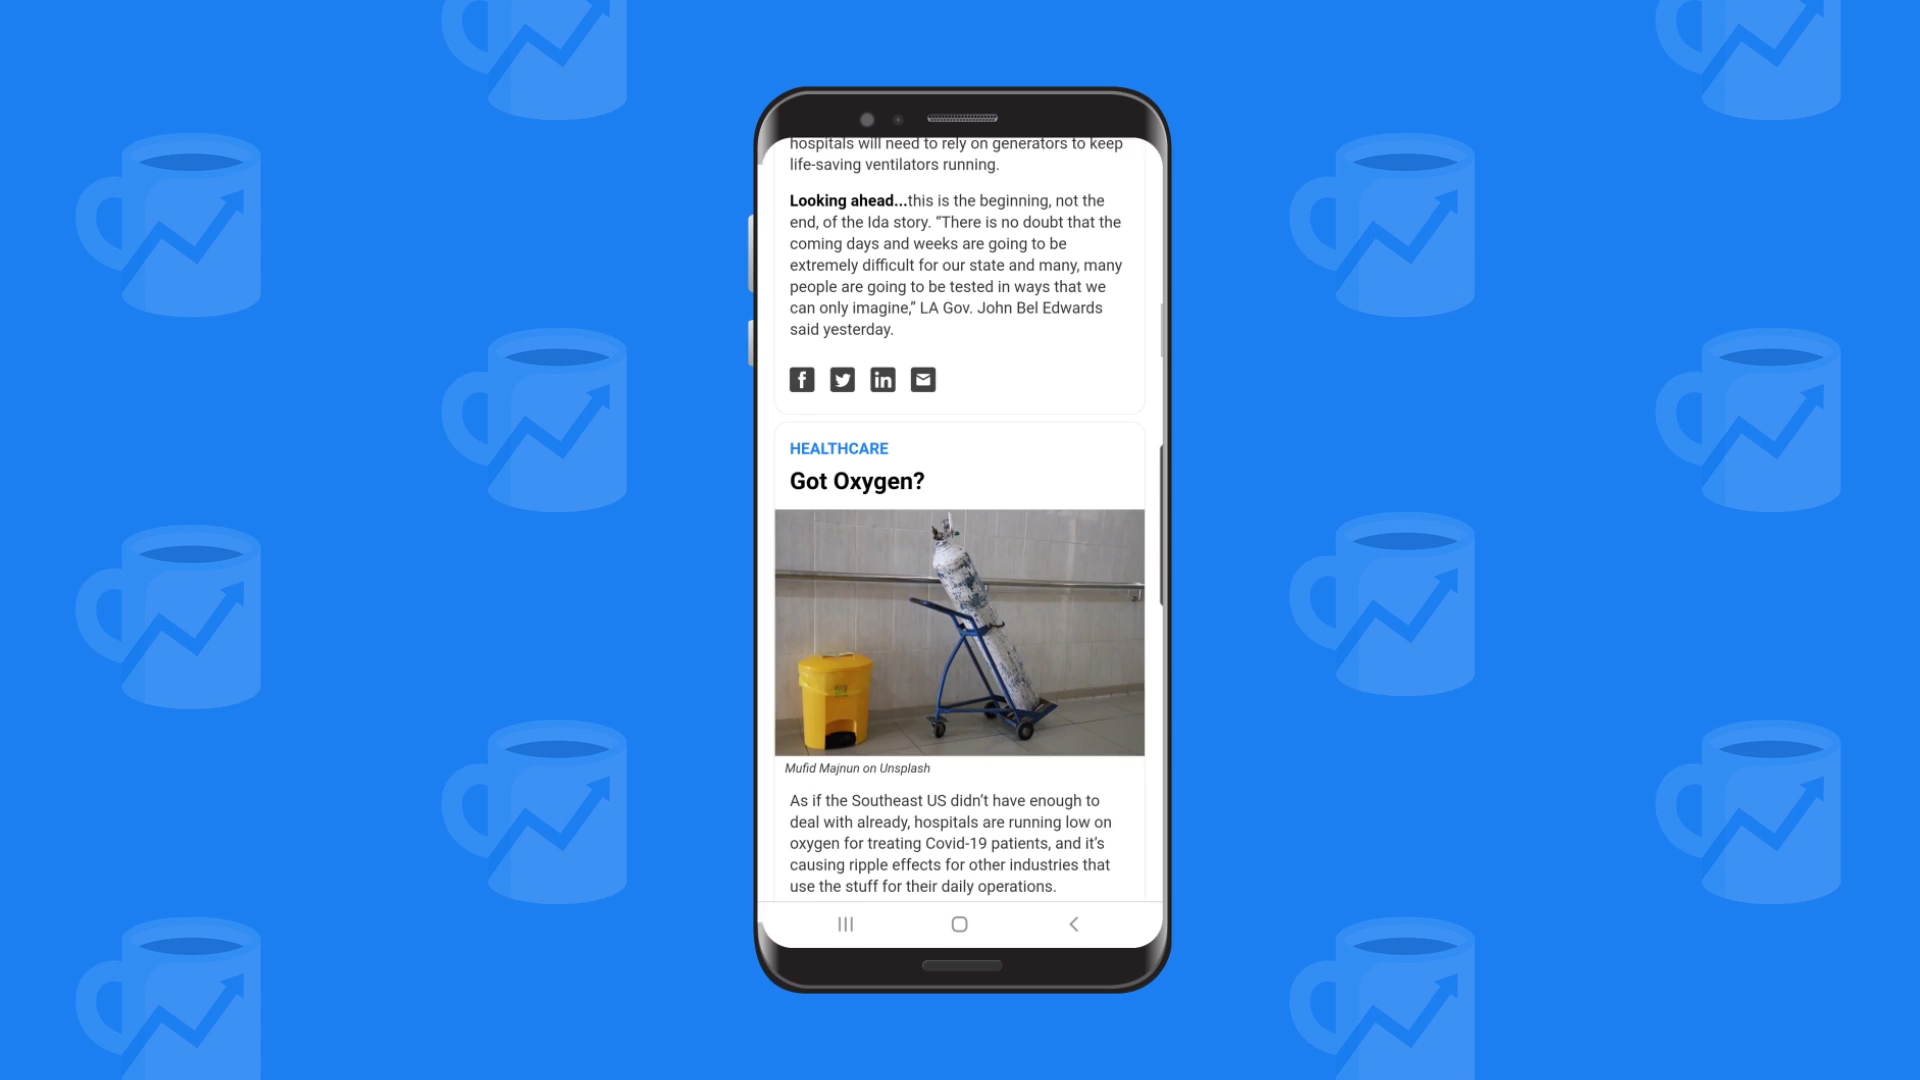 hospitals will need to rely on generators to keep
life-saving ventilators running.
Looking ahead...this is the beginning, not the
end, of the Ida story. “There is no doubt that the
coming days and weeks are going to be
extremely difficult for our state and many, many
people are going to be tested in ways that we
can only imagine,” LA Gov. John Bel Edwards
said yesterday.
HEALTHCARE
Got Oxygen?
Mufid Majnun on Unsplash
As if the Southeast US didn’t have enough to
deal with already, hospitals are running low on
oxygen for treating Covid-19 patients, and it’s
causing ripple effects for other industries that
use the stuff for their daily operations.